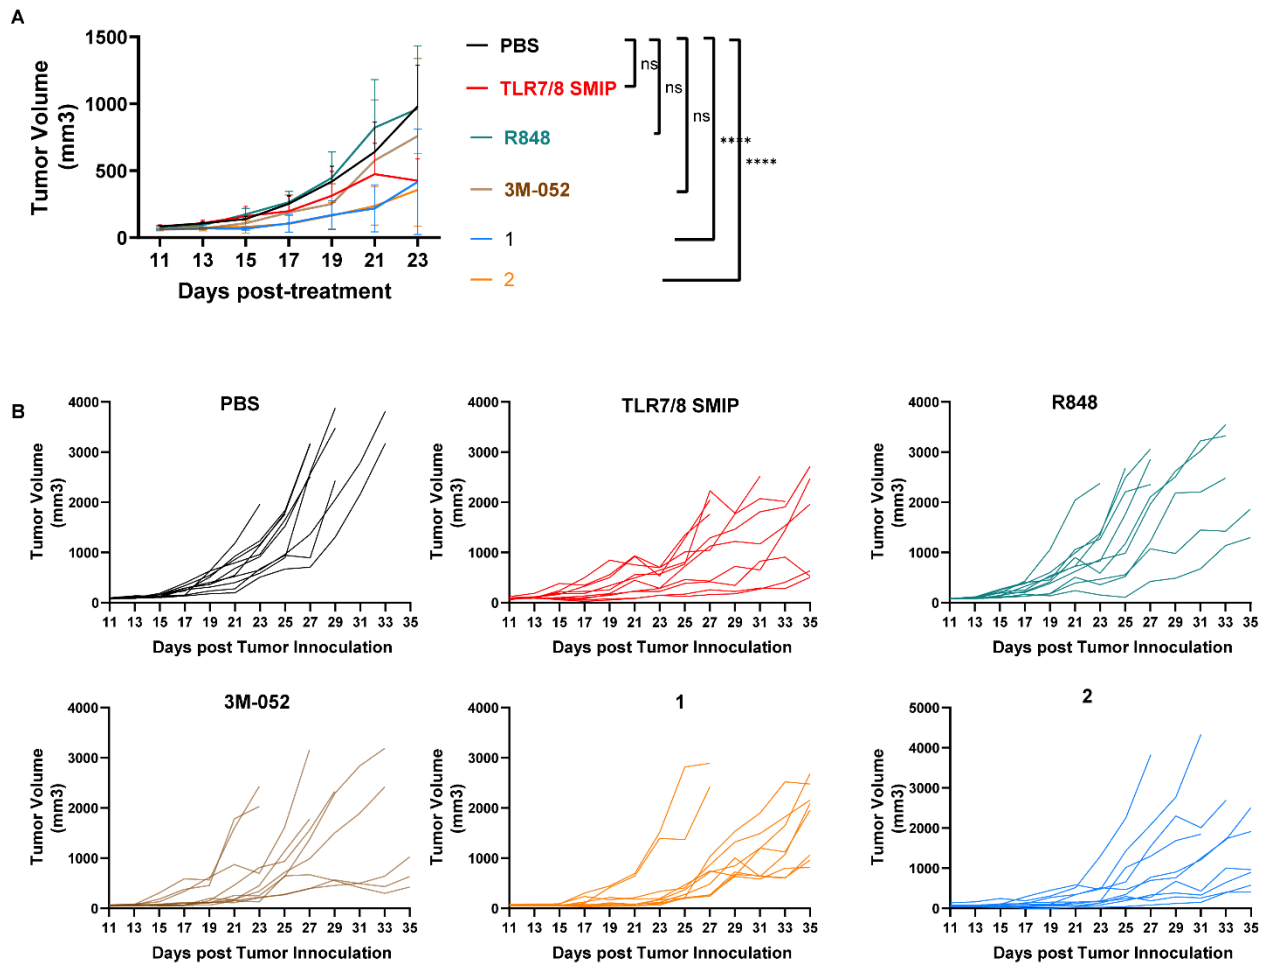 A
Tumor Volume
(mm3)
1500
1000
500
0
11 13 15 17 19 21 23
Days post-treatment
PBS
TLR7/8 SMIP
R848
3M-052
1
2
ns
ns
ns
****
****
B
PBS
Tumor Volume
(mm3)
4000
3000
2000
1000
0
11 13 15 17 19 21 23 25 27 29 31 33 35
Days post Tumor Innoculation
TLR7/8 SMIP
Tumor Volume
(mm3)
4000
3000
2000
1000
0
11 13 15 17 19 21 23 25 27 29 31 33 35
Days post Tumor Innoculation
R848
Tumor Volume
(mm3)
4000
3000
2000
1000
0
11 13 15 17 19 21 23 25 27 29 31 33 35
Days post Tumor Innoculation
3M-052
Tumor Volume
(mm3)
4000
3000
2000
1000
0
11 13 15 17 19 21 23 25 27 29 31 33 35
Days post Tumor Innoculation
1
Tumor Volume
(mm3)
4000
3000
2000
1000
0
11 13 15 17 19 21 23 25 27 29 31 33 35
Days post Tumor Innoculation
2
Tumor Volume
(mm3)
5000
4000
3000
2000
1000
0
11 13 15 17 19 21 23 25 27 29 31 33 35
Days post Tumor Innoculation